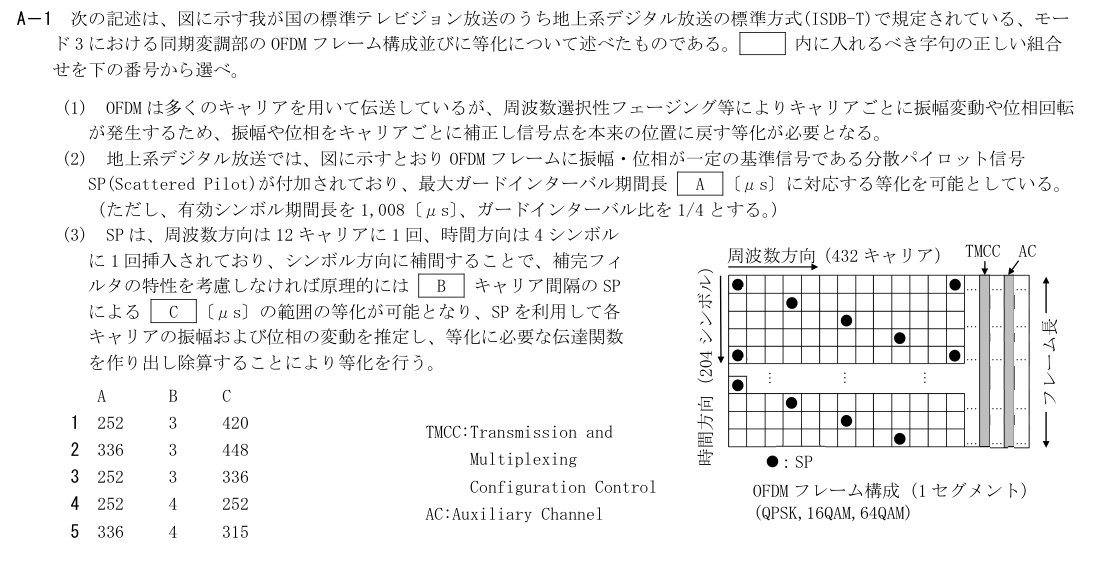 A－1 次の記述は、図に示す我が国の標準テレビジョン放送のうち地上系デジタル放送の標準方式(ISDB-T)で規定されている、モー
ド3における同期変調部のOFDMフレーム構成並びに等化について述べたものである。 内に入れるべき字句の正しい組合
せを下の番号から選べ。
(1) OFDMは多くのキャリアを用いて伝送しているが、周波数選択性フェージング等によりキャリアごとに振幅変動や位相回転
が発生するため、振幅や位相をキャリアごとに補正し信号点を本来の位置に戻す等化が必要となる。
(2) 地上系デジタル放送では、図に示すとおりOFDMフレームに振幅・位相が一定の基準信号である分散パイロット信号
SP(Scattered Pilot)が付加されており、最大ガードインターバル期間長 A 〔μs〕に対応する等化を可能としている。
(ただし、有効シンボル期間長を1,008〔μs〕、ガードインターバル比を1/4とする。)
(3) SPは、周波数方向は12キャリアに1回、時間方向は4シンボル
に1回挿入されており、シンボル方向に補間することで、補完フィ
ルタの特性を考慮しなければ原理的には B キャリア間隔のSP
による C 〔μs〕の範囲の等化が可能となり、SPを利用して各
キャリアの振幅および位相の変動を推定し、等化に必要な伝達関数
を作り出し除算することにより等化を行う。
A B C
1 252 3 420
2 336 3 448
3 252 3 336
4 252 4 252
5 336 4 315
TMCC:Transmission and
Multiplexing
Configuration Control
AC:Auxiliary Channel
周波数方向(432キャリア)
TMCC
AC
時間方向(204シンボル)
フレーム長
●:SP
OFDMフレーム構成(1セグメント)
(QPSK,16QAM,64QAM)